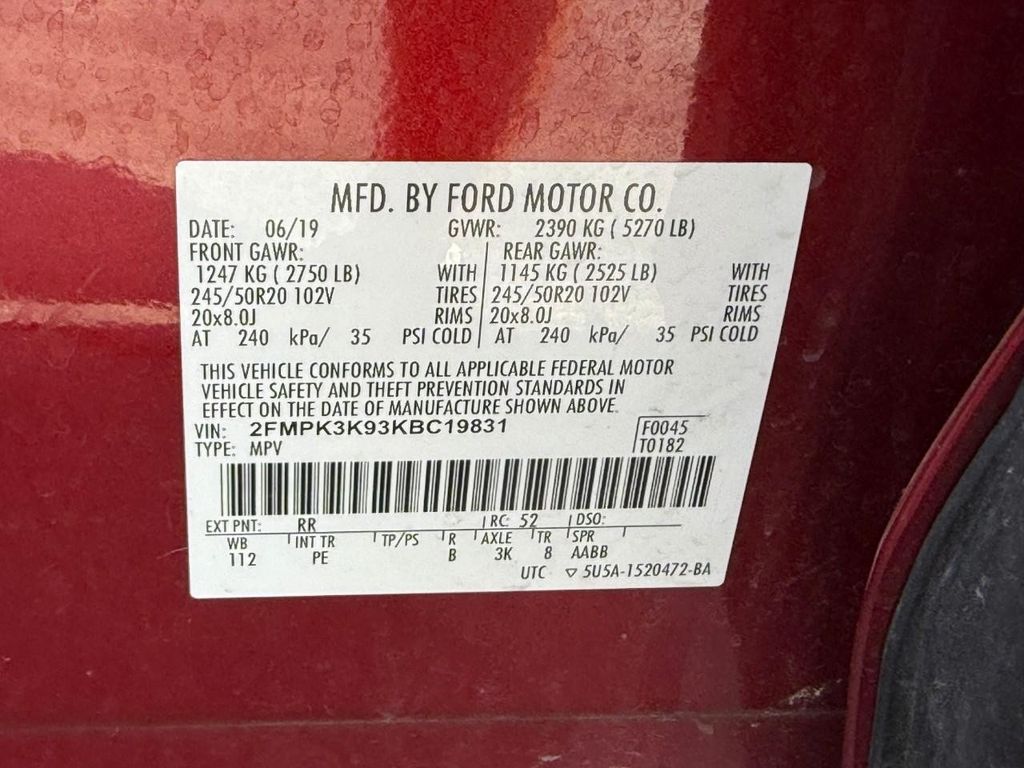 MFD. BY FORD MOTOR CO.
DATE: 06/19 GVWR: 2390 KG ( 5270 LB)
FRONT GAWR: REAR GAWR:
1247 KG ( 2750 LB) WITH 1145 KG ( 2525 LB) WITH
245/50R20 102V TIRES 245/50R20 102V TIRES
20x8.0J RIMS 20x8.0J RIMS
AT 240 kPa/ 35 PSI COLD AT 240 kPa/ 35 PSI COLD
THIS VEHICLE CONFORMS TO ALL APPLICABLE FEDERAL MOTOR
VEHICLE SAFETY AND THEFT PREVENTION STANDARDS IN
EFFECT ON THE DATE OF MANUFACTURE SHOWN ABOVE.
VIN: 2FMPK3K93KBC19831 F0045
TYPE: MPV T0182
EXT PNT: RR RC: 52 DSO:
WB INT TR TP/PS R AXLE TR SPR
112 PE B 3K 8 AABB
UTC ▽ 5U5A-1520472-BA